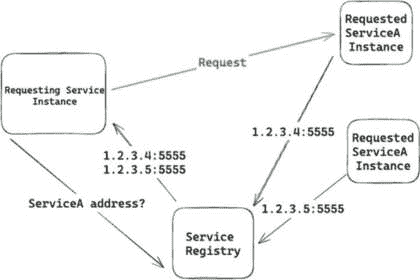 Requested
ServiceA
Instance
Request
Requesting Service
Instance
1.2.3.4:5555
1.2.3.4:5555
1.2.3.5:5555
Requested
ServiceA
Instance
ServiceA address?
1.2.3.5:5555
Service
Registry